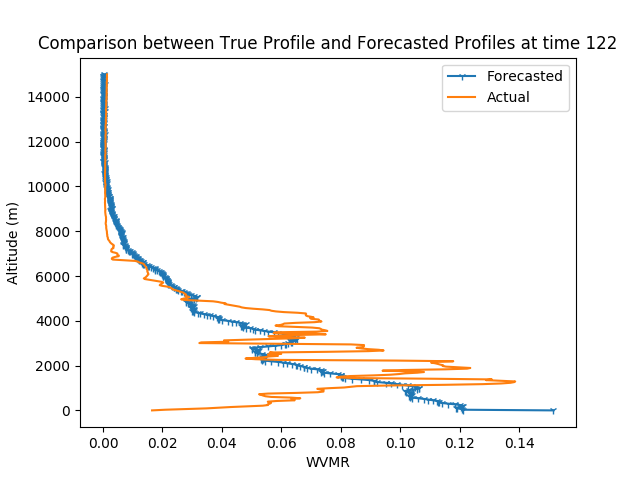 Comparison between True Profile and Forecasted Profiles at time 122
Forecasted
Actual
14000
12000
10000
8000
6000
4000
2000
0
Altitude (m)
0.00 0.02 0.04 0.06 0.08 0.10 0.12 0.14
WVMR